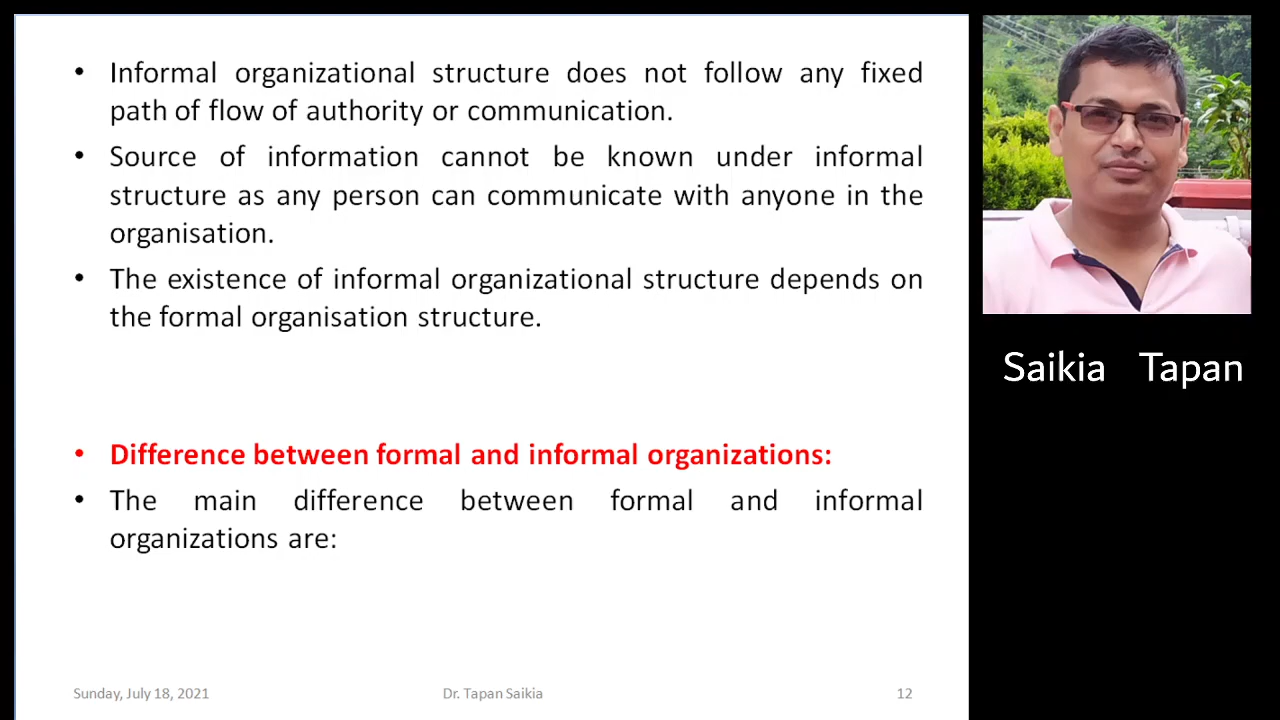 • Informal organizational structure does not follow any fixed
path of flow of authority or communication.
• Source of information cannot be known under informal
structure as any person can communicate with anyone in the
organisation.
• The existence of informal organizational structure depends on
the formal organisation structure.
• Difference between formal and informal organizations:
• The main difference between formal and informal
organizations are:
Sunday, July 18, 2021 Dr. Tapan Saikia 12
Saikia Tapan